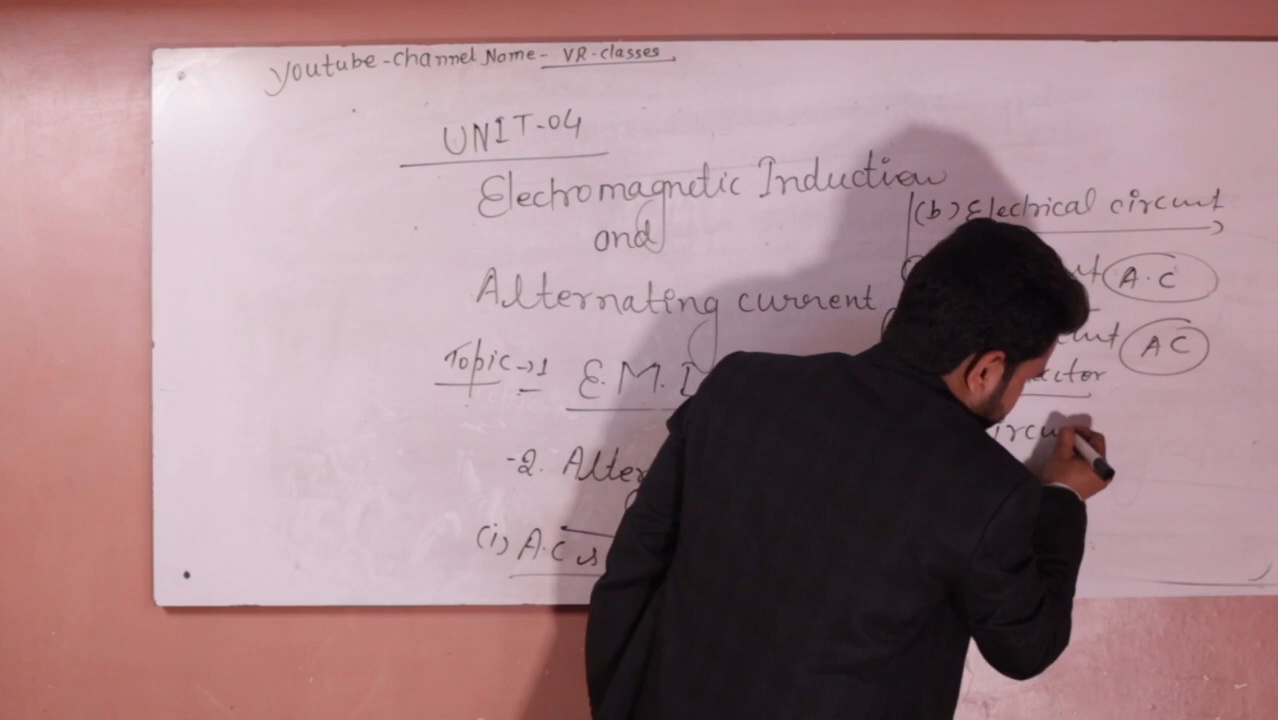 Youtube-Channel Name- VR-classes
UNIT-04
Electromagnetic Induction
and
Alternating current
Topic→1 E.M.I
-2. Alter
(i) A.C
(b) Electrical circuit
A.C
AC
ircu